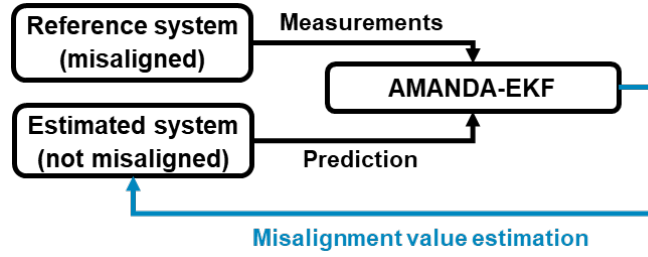 Reference system
(misaligned)
Measurements
AMANDA-EKF
Estimated system
(not misaligned)
Prediction
Misalignment value estimation